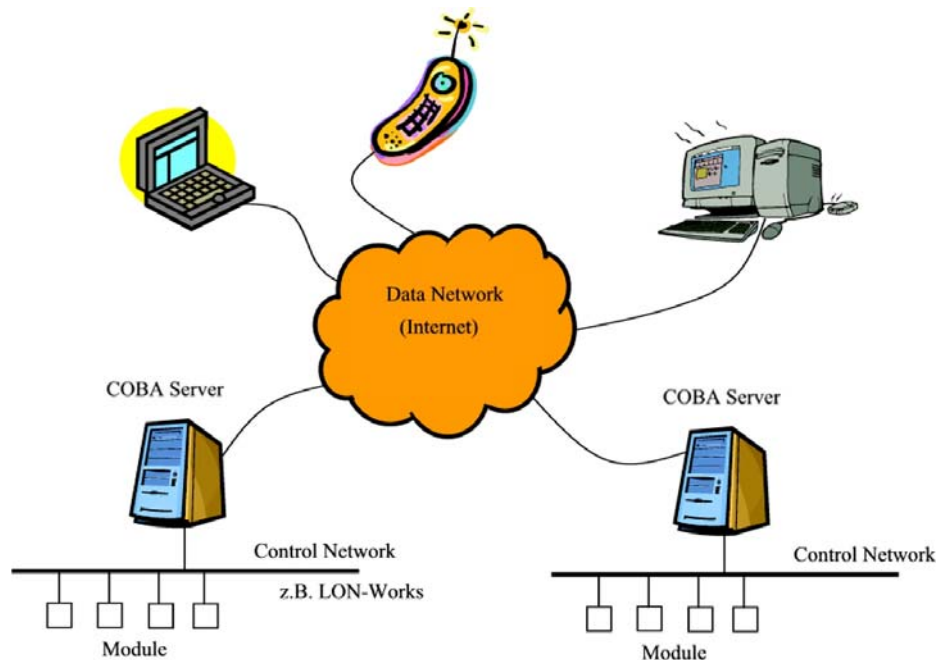 Data Network
(Internet)
COBA Server
COBA Server
Control Network
z.B. LON-Works
Module
Control Network
Module